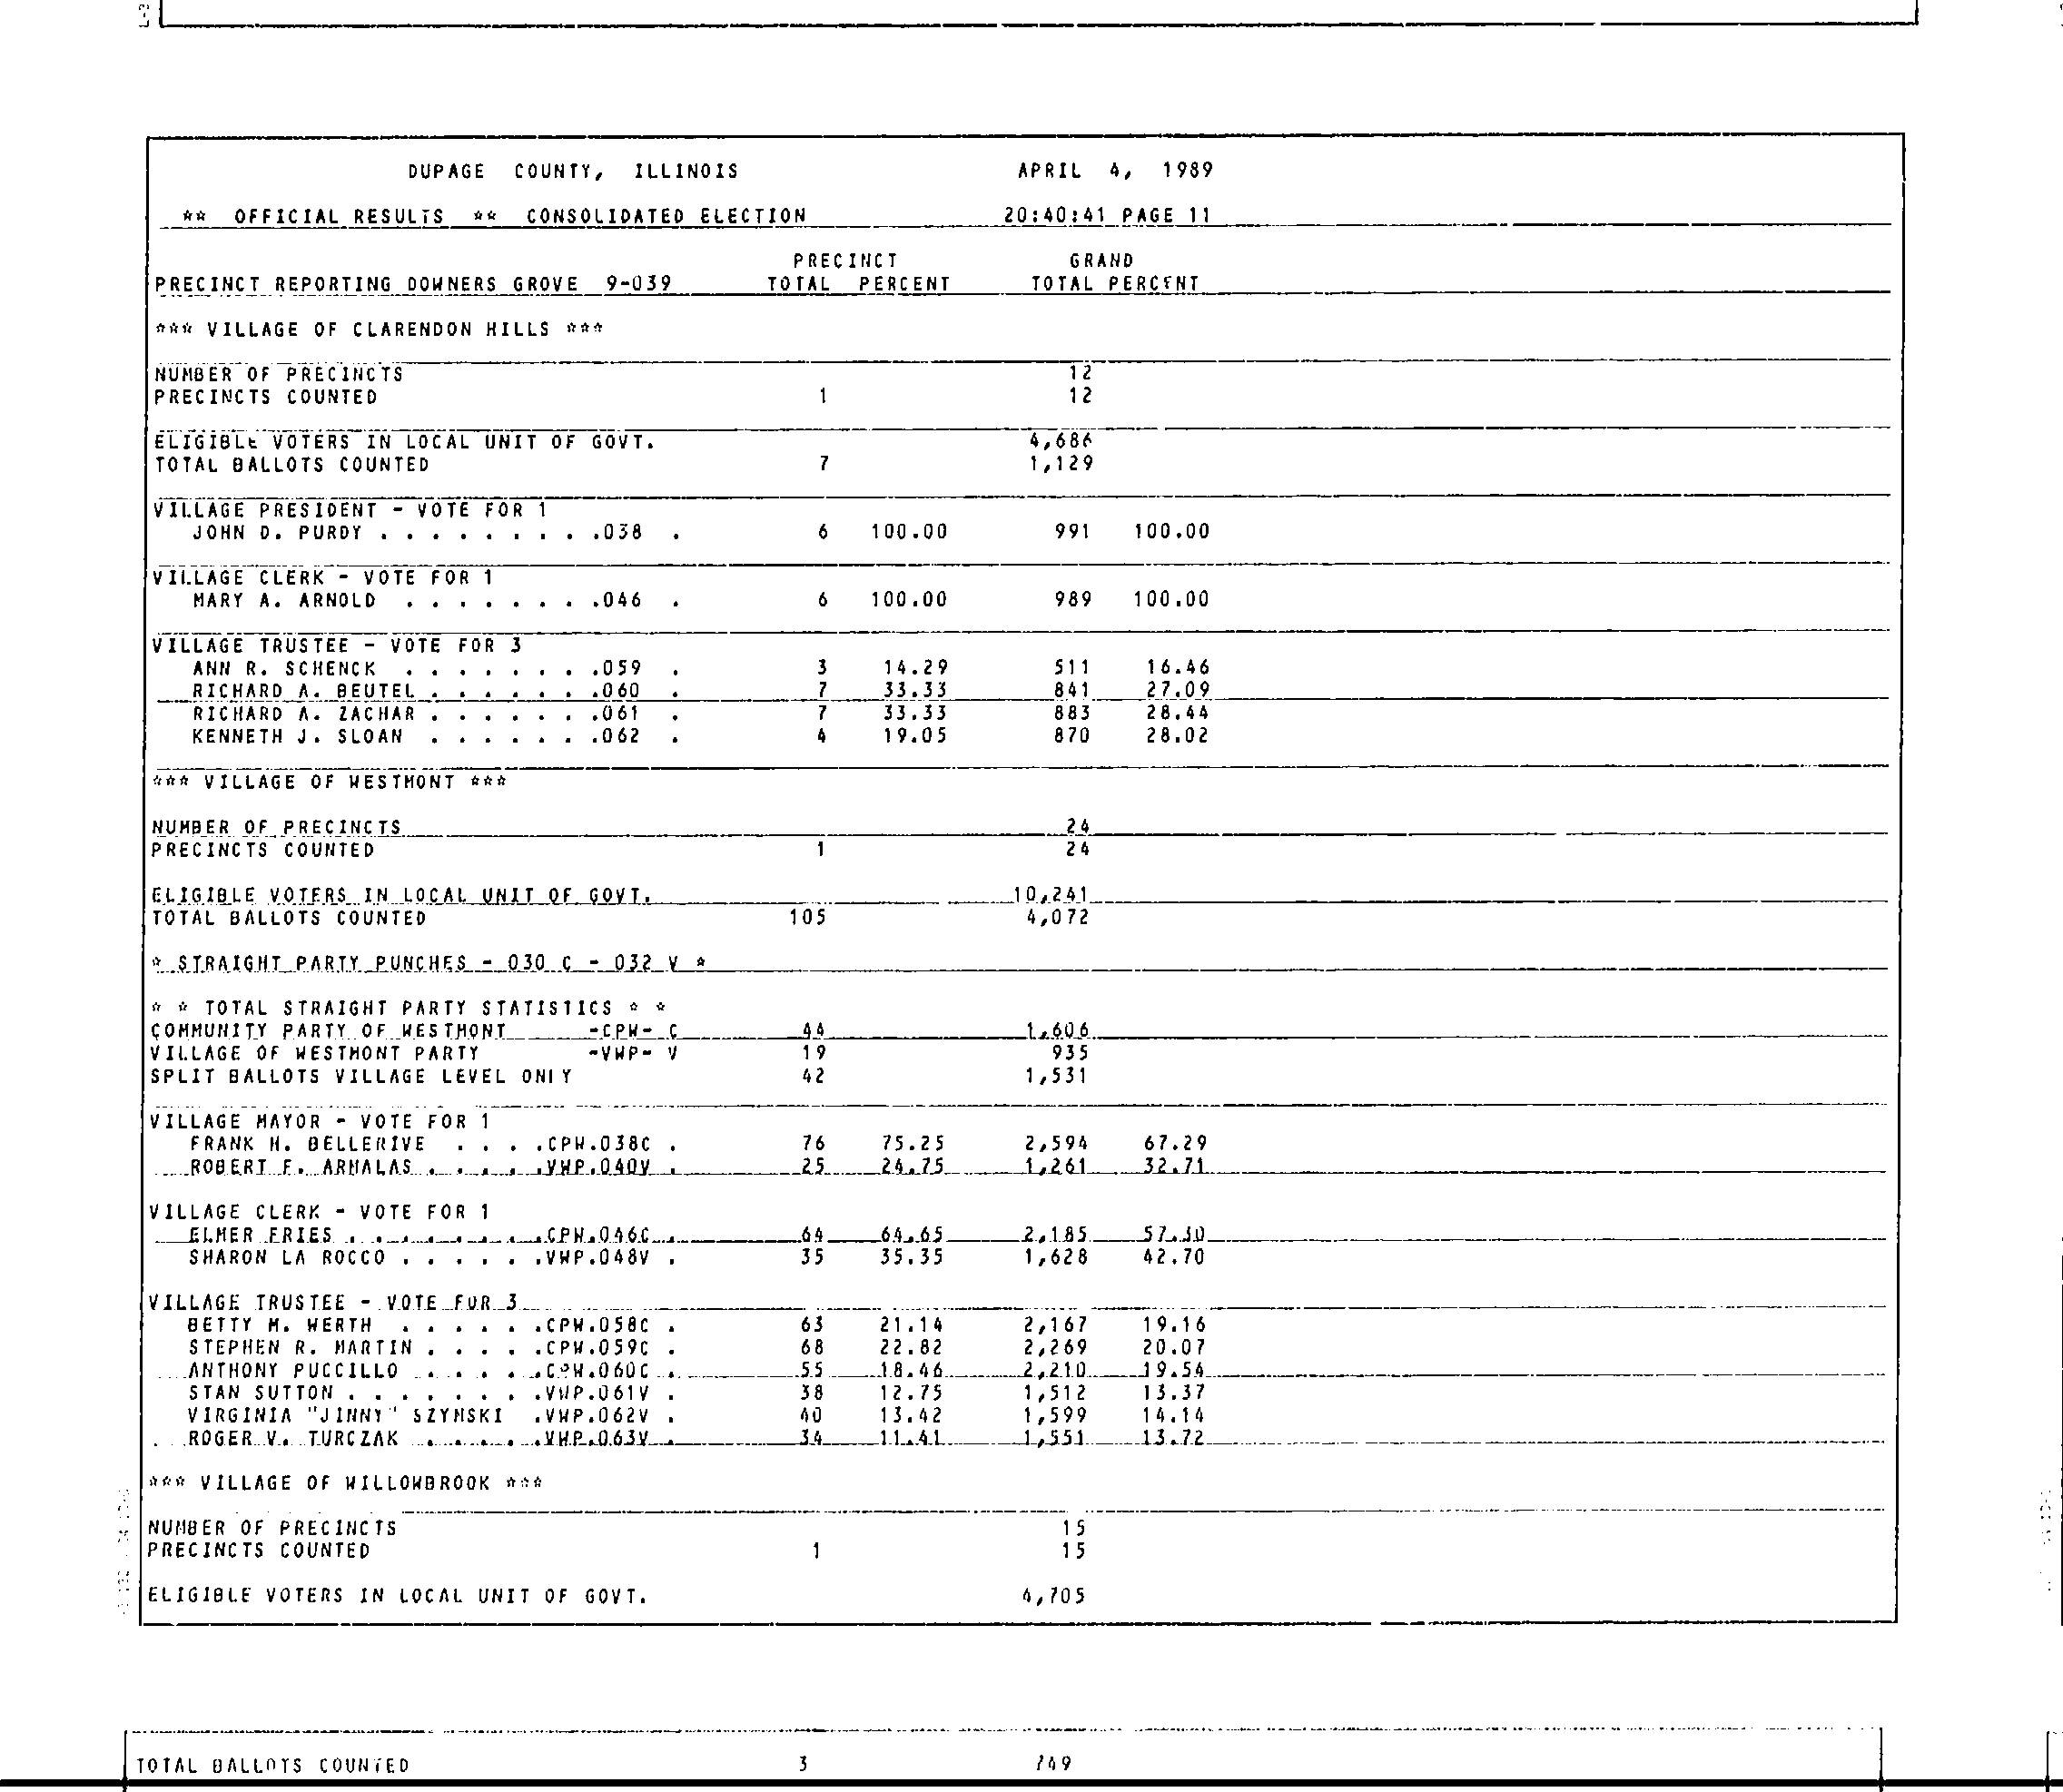 DUPAGE COUNTY, ILLINOIS APRIL 4, 1989
** OFFICIAL RESULTS ** CONSOLIDATED ELECTION 20:40:41 PAGE 11
PRECINCT GRAND
PRECINCT REPORTING DOWNERS GROVE 9-039 TOTAL PERCENT TOTAL PERCENT
*** VILLAGE OF CLARENDON HILLS ***
NUMBER OF PRECINCTS 12
PRECINCTS COUNTED 1 12
ELIGIBLE VOTERS IN LOCAL UNIT OF GOVT. 4,686
TOTAL BALLOTS COUNTED 7 1,129
VILLAGE PRESIDENT - VOTE FOR 1
JOHN D. PURDY . . . . . . . . .038 . 6 100.00 991 100.00
VILLAGE CLERK - VOTE FOR 1
MARY A. ARNOLD . . . . . . . .046 . 6 100.00 989 100.00
VILLAGE TRUSTEE - VOTE FOR 3
ANN R. SCHENCK . . . . . . . .059 . 3 14.29 511 16.46
RICHARD A. BEUTEL . . . . . . .060 . 7 33.33 841 27.09
RICHARD A. ZACHAR . . . . . . .061 . 7 33.33 883 28.44
KENNETH J. SLOAN . . . . . . .062 . 4 19.05 870 28.02
*** VILLAGE OF WESTMONT ***
NUMBER OF PRECINCTS 24
PRECINCTS COUNTED 1 24
ELIGIBLE VOTERS IN LOCAL UNIT OF GOVT. 10,241
TOTAL BALLOTS COUNTED 105 4,072
* STRAIGHT PARTY PUNCHES - 030 C - 032 V *
* * TOTAL STRAIGHT PARTY STATISTICS * *
COMMUNITY PARTY OF WESTMONT -CPW- C 44 1,606
VILLAGE OF WESTMONT PARTY -VWP- V 19 935
SPLIT BALLOTS VILLAGE LEVEL ONLY 42 1,531
VILLAGE MAYOR - VOTE FOR 1
FRANK H. BELLERIVE . . . .CPW.038C . 76 75.25 2,594 67.29
ROBERT F. ARMALAS . . . . .VWP.040V . 25 24.75 1,261 32.71
VILLAGE CLERK - VOTE FOR 1
ELMER FRIES . . . . . . . .CPW.046C . 64 64.65 2,185 57.30
SHARON LA ROCCO . . . . . .VWP.048V . 35 35.35 1,628 42.70
VILLAGE TRUSTEE - VOTE FOR 3
BETTY M. WERTH . . . . . .CPW.058C . 63 21.14 2,167 19.16
STEPHEN R. MARTIN . . . . .CPW.059C . 68 22.82 2,269 20.07
ANTHONY PUCCILLO . . . . .CPW.060C . 55 18.46 2,210 19.54
STAN SUTTON . . . . . . . .VWP.061V . 38 12.75 1,512 13.37
VIRGINIA "JINNY" SZYMSKI .VWP.062V . 40 13.42 1,599 14.14
ROGER V. TURCZAK . . . . .VWP.063V . 34 11.41 1,551 13.72
*** VILLAGE OF WILLOWBROOK ***
NUMBER OF PRECINCTS 15
PRECINCTS COUNTED 1 15
ELIGIBLE VOTERS IN LOCAL UNIT OF GOVT. 4,705
TOTAL BALLOTS COUNTED 3 749